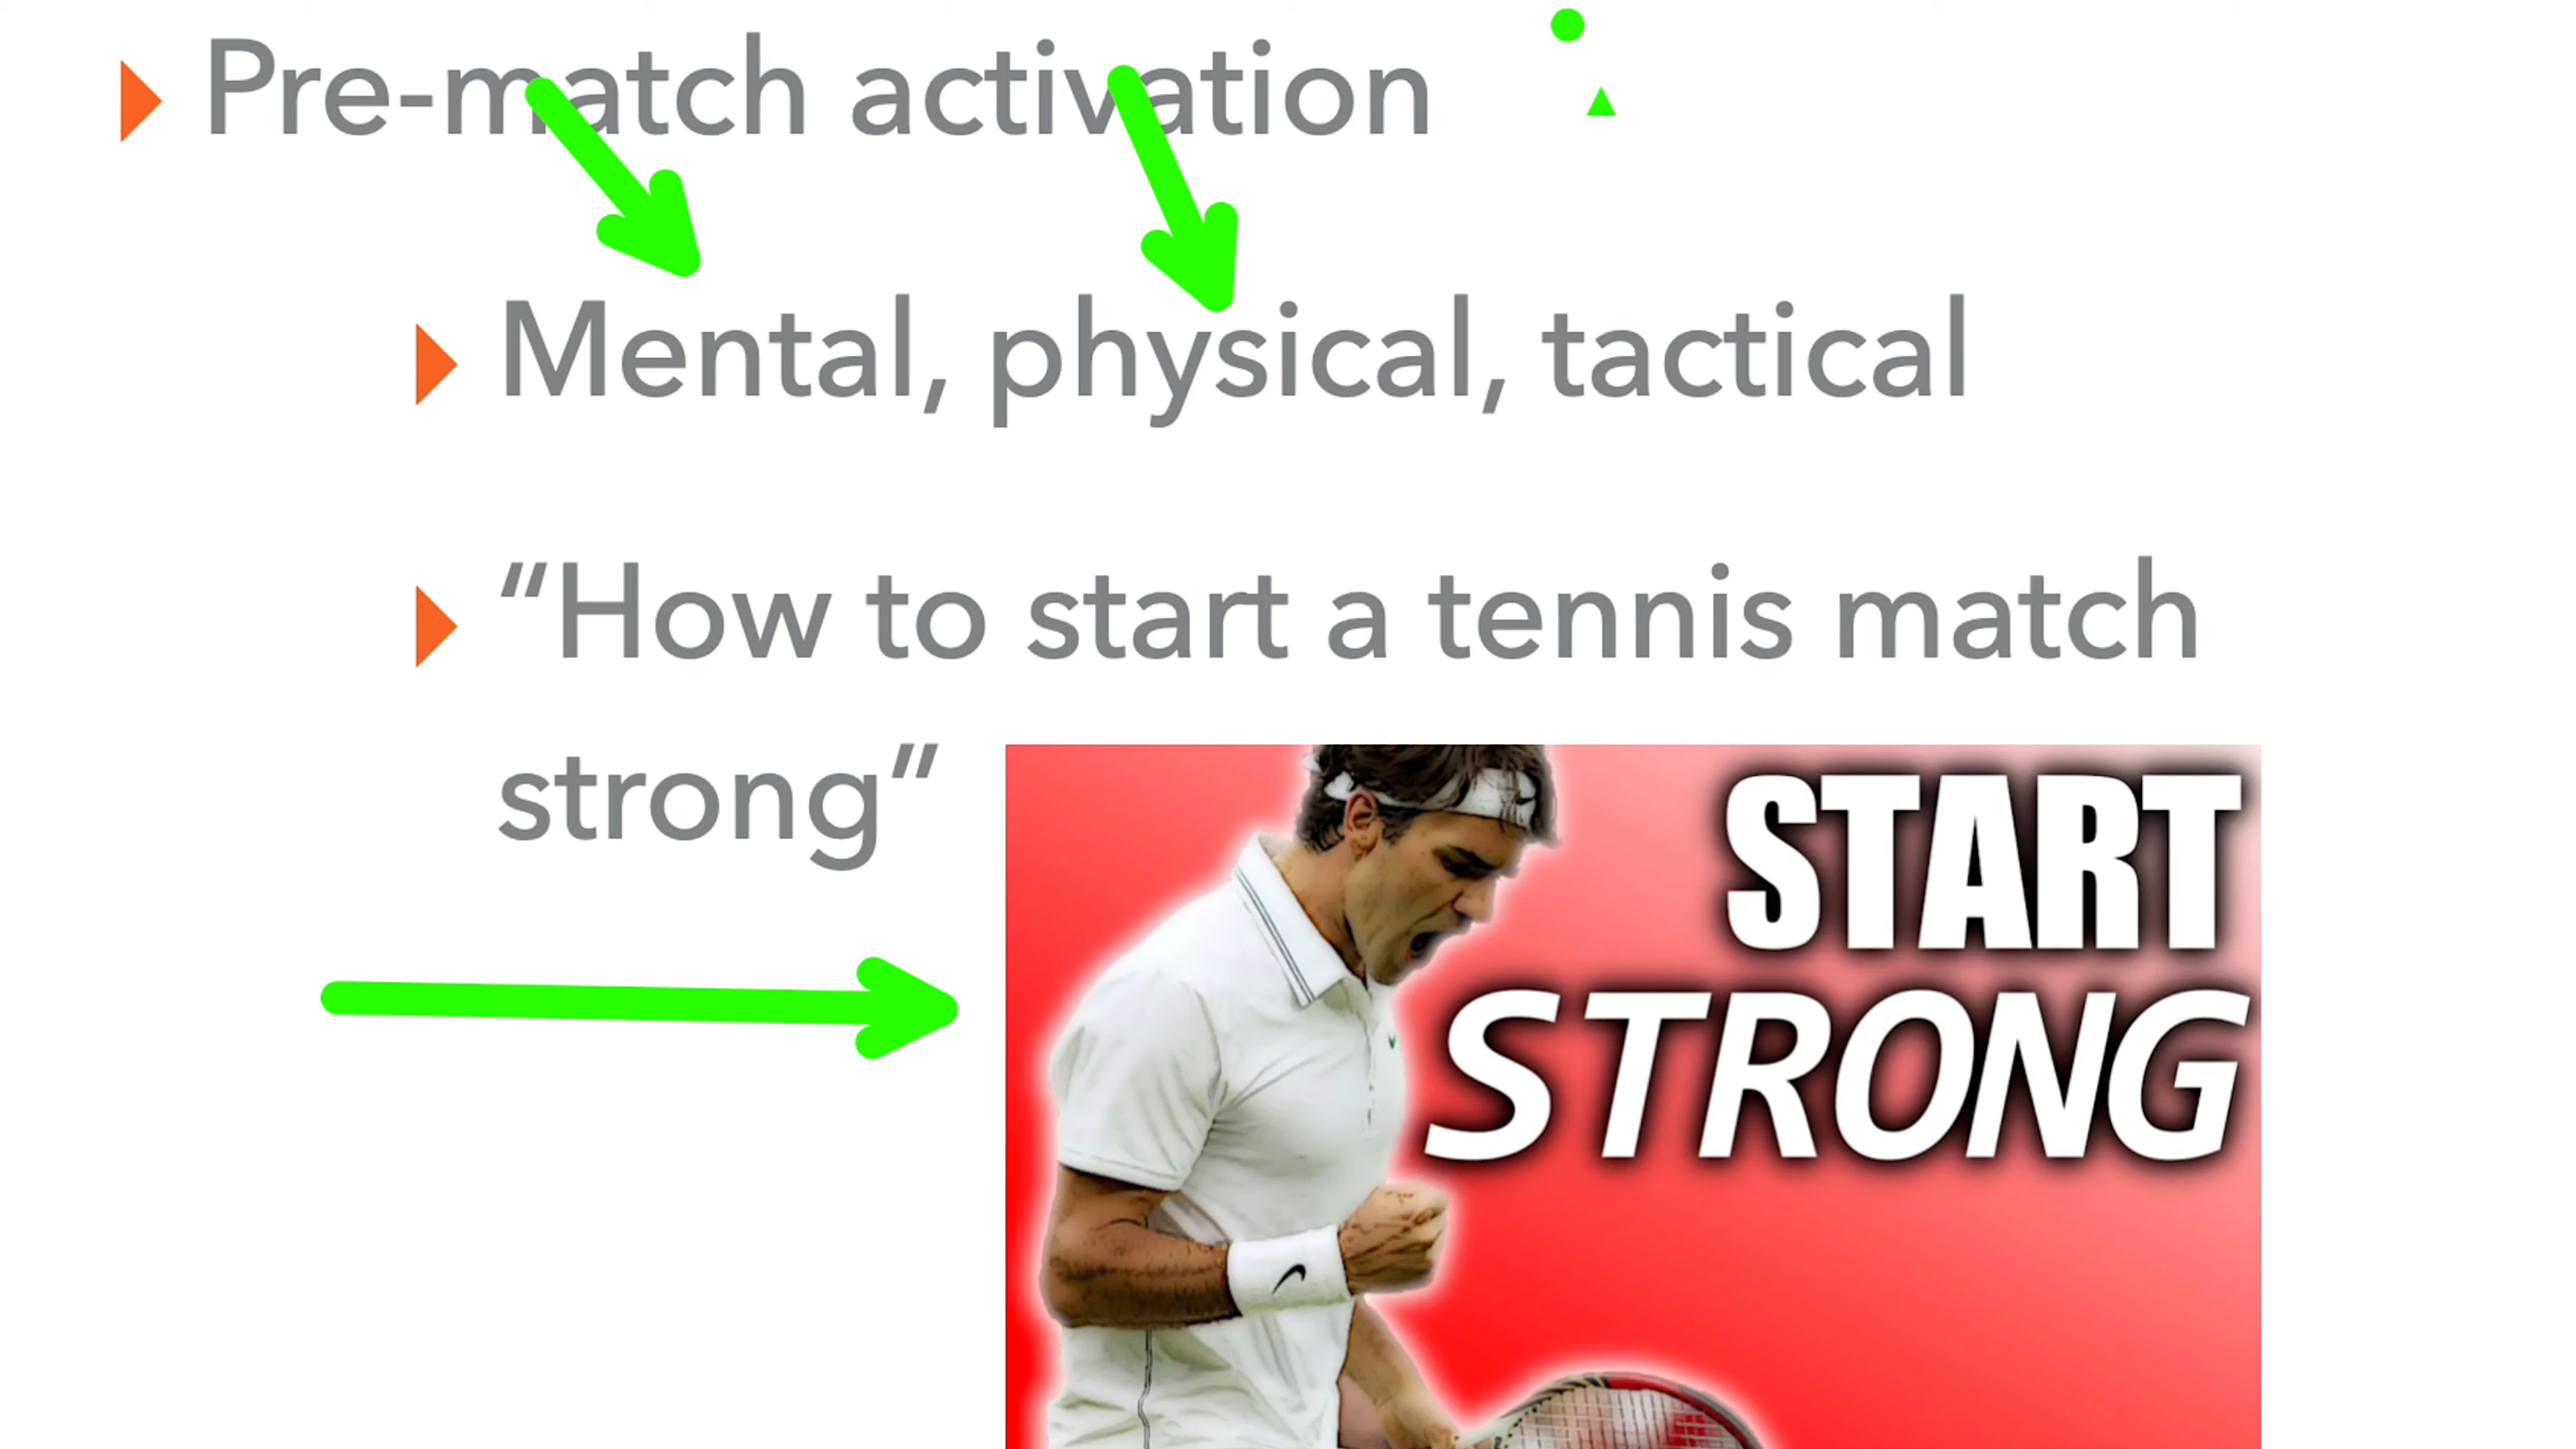 Pre-match activation
Mental, physical, tactical
“How to start a tennis match
strong”
START
STRONG